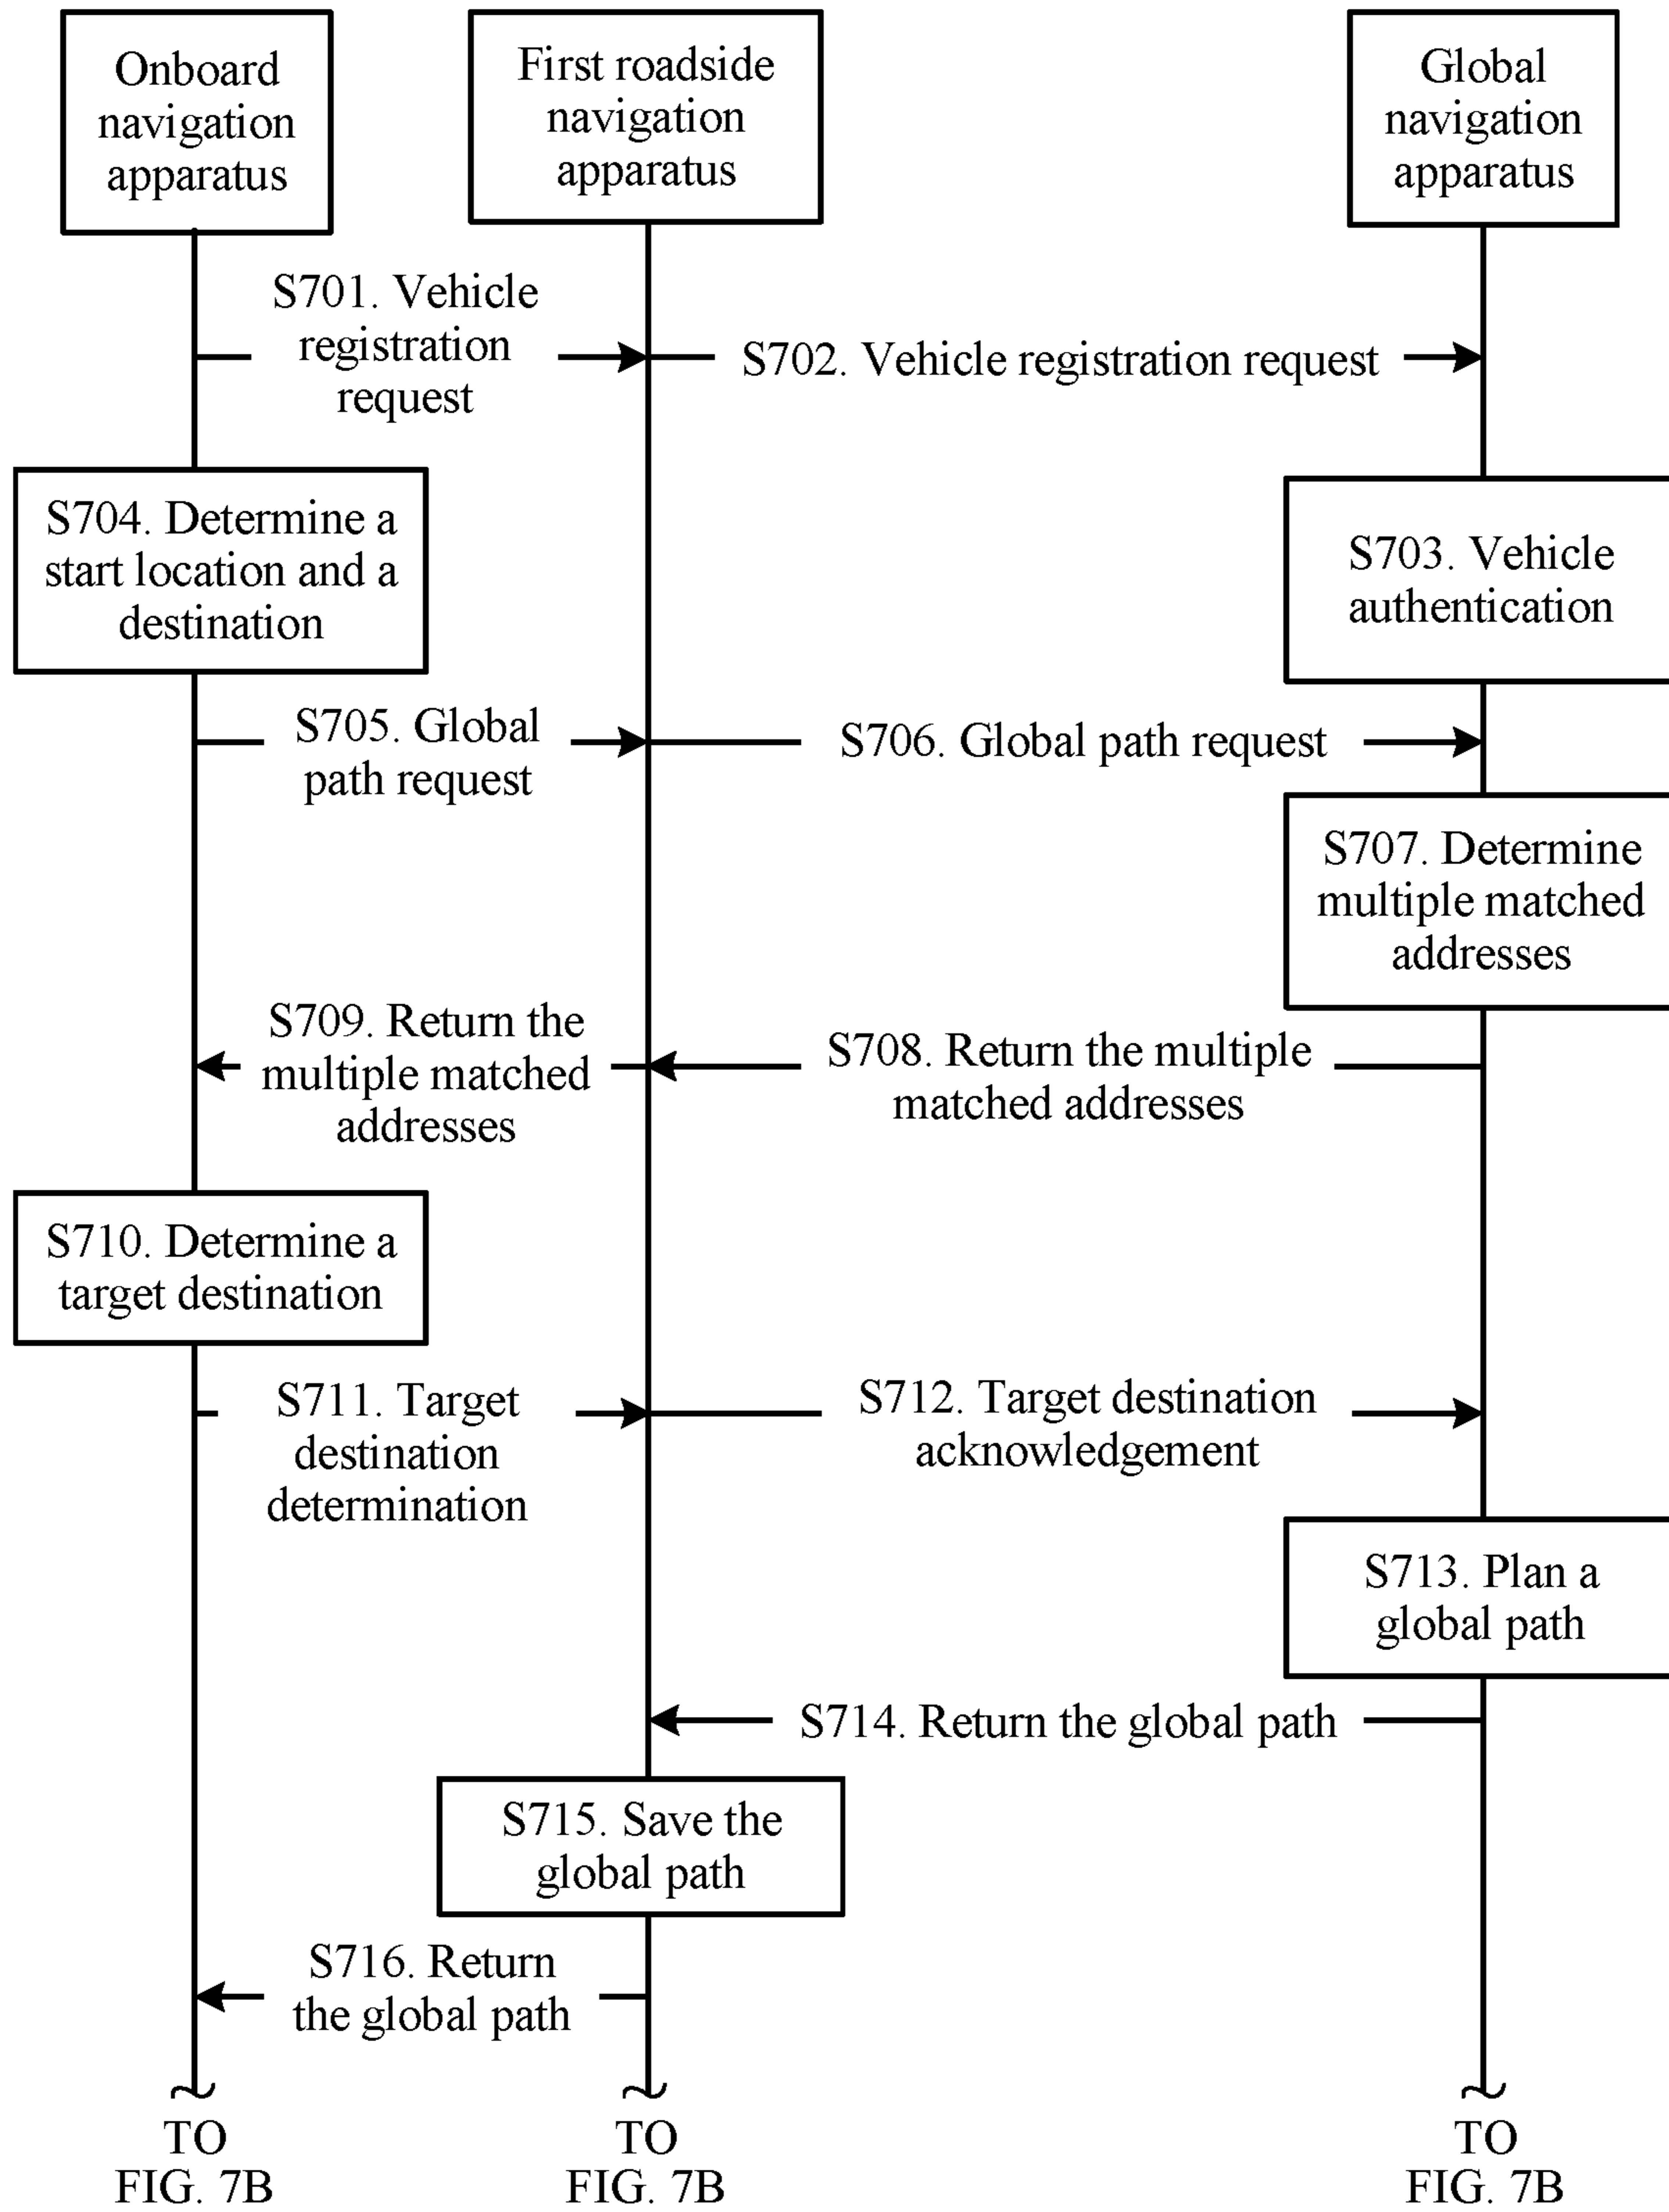 Onboard
navigation
apparatus
First roadside
navigation
apparatus
Global
navigation
apparatus
S701. Vehicle
registration
request
S702. Vehicle registration request
S704. Determine a
start location and a
destination
S703. Vehicle
authentication
S705. Global
path request
S706. Global path request
S707. Determine
multiple matched
addresses
S709. Return the
multiple matched
addresses
S708. Return the multiple
matched addresses
S710. Determine a
target destination
S711. Target
destination
determination
S712. Target destination
acknowledgement
S713. Plan a
global path
S714. Return the global path
S715. Save the
global path
S716. Return
the global path
TO
FIG. 7B
TO
FIG. 7B
TO
FIG. 7B